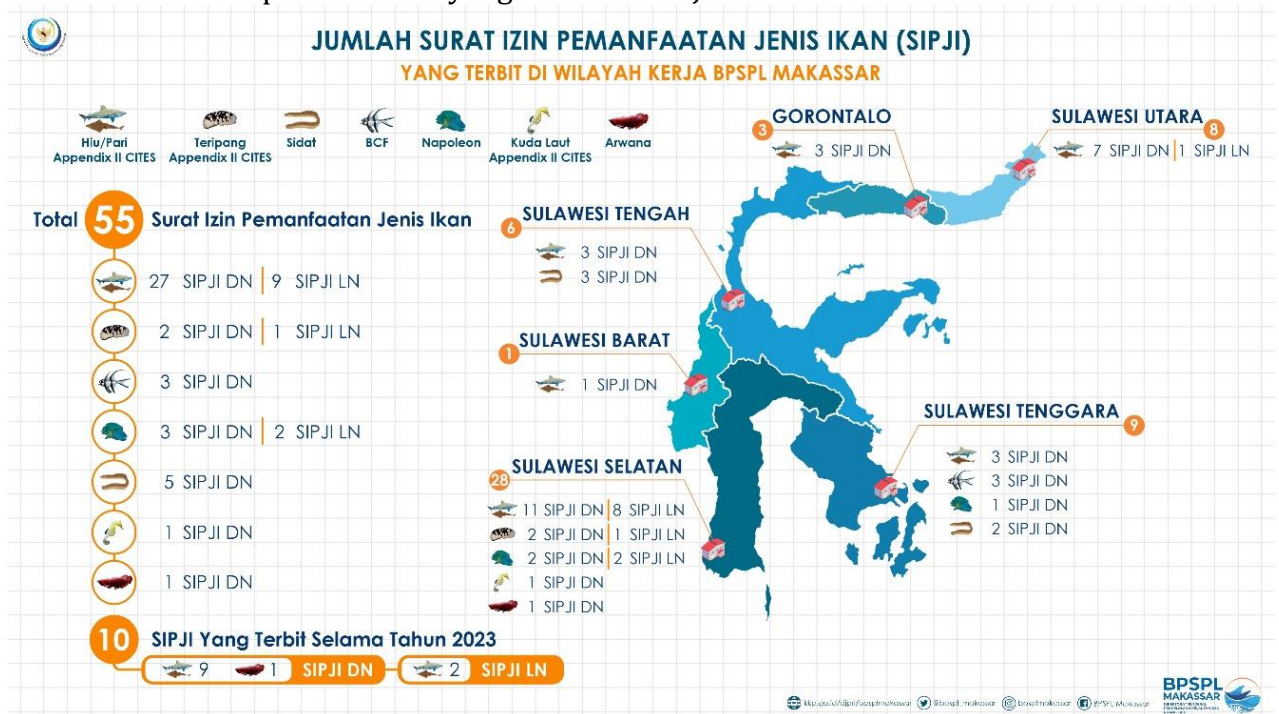 JUMLAH SURAT IZIN PEMANFAATAN JENIS IKAN (SIPJI)
YANG TERBIT DI WILAYAH KERJA BPSPL MAKASSAR
Hiu/Pari
Appendix II CITES
Teripang
Appendix II CITES
Sidat
BCF
Napoleon
Kuda Laut
Appendix II CITES
Arwana
Total 55 Surat Izin Pemanfaatan Jenis Ikan
27 SIPJI DN | 9 SIPJI LN
2 SIPJI DN | 1 SIPJI LN
3 SIPJI DN
3 SIPJI DN | 2 SIPJI LN
5 SIPJI DN
1 SIPJI DN
1 SIPJI DN
10 SIPJI Yang Terbit Selama Tahun 2023
9 1 SIPJI DN 2 SIPJI LN
GORONTALO
3
3 SIPJI DN
SULAWESI UTARA
8
7 SIPJI DN | 1 SIPJI LN
SULAWESI TENGAH
6
3 SIPJI DN
3 SIPJI DN
SULAWESI BARAT
1
1 SIPJI DN
SULAWESI SELATAN
28
11 SIPJI DN | 8 SIPJI LN
2 SIPJI DN | 1 SIPJI LN
2 SIPJI DN | 2 SIPJI LN
1 SIPJI DN
1 SIPJI DN
SULAWESI TENGGARA
9
3 SIPJI DN
3 SIPJI DN
1 SIPJI DN
2 SIPJI DN
BPSPL Makassar
BPSPL
MAKASSAR